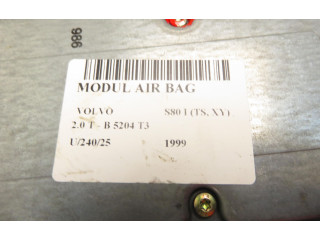 986
MODUL AIR BAG
VOLVO S80 I (TS, XY)
2.0 T - B 5204 T3
U/240/25 1999